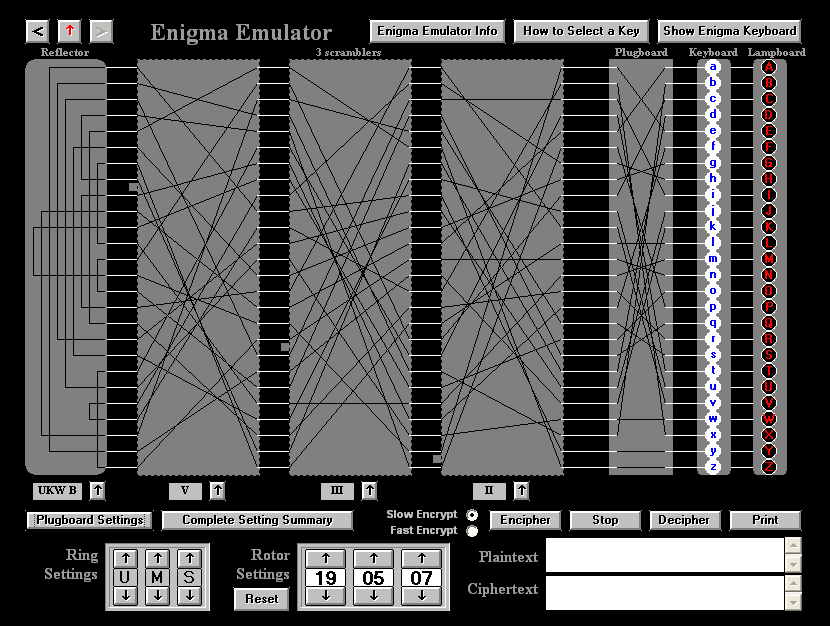 < ↑ > Enigma Emulator Enigma Emulator Info How to Select a Key Show Enigma Keyboard
Reflector 3 scramblers Plugboard Keyboard Lampboard
a A
b B
c C
d D
e E
f F
g G
h H
i I
j J
k K
l L
m M
n N
o O
p P
q Q
r R
s S
t T
u U
v V
w W
x X
y Y
z Z
UKW B ↑ V ↑ III ↑ II ↑
Plugboard Settings Complete Setting Summary Slow Encrypt Encipher Stop Decipher Print
Fast Encrypt
Ring Settings U M S
Rotor Settings 19 05 07
Reset
Plaintext
Ciphertext